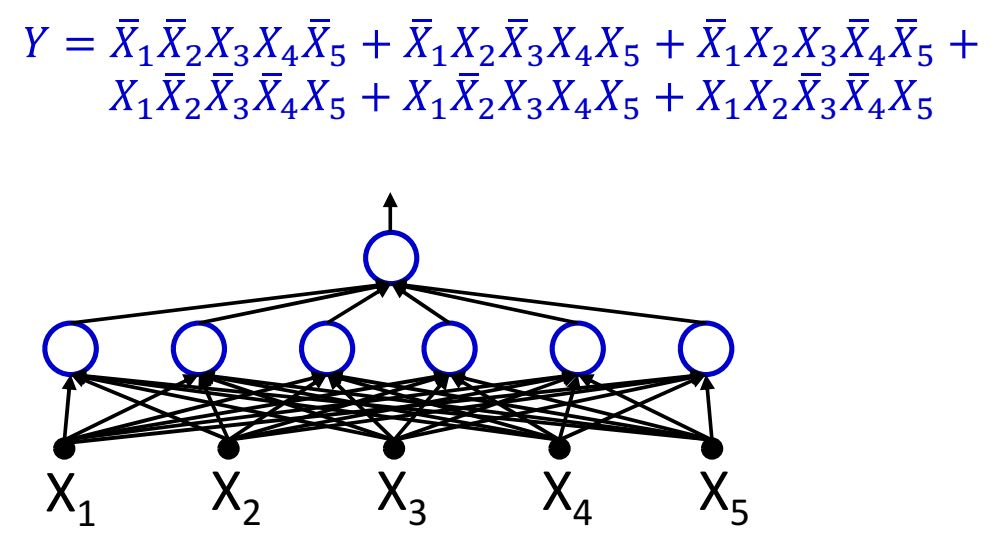 Y = X̅₁X̅₂X₃X₄X̅₅ + X̅₁X₂X̅₃X₄X₅ + X̅₁X₂X₃X̅₄X̅₅ +
X₁X̅₂X̅₃X̅₄X₅ + X₁X̅₂X₃X₄X₅ + X₁X₂X̅₃X̅₄X₅
X₁ X₂ X₃ X₄ X₅